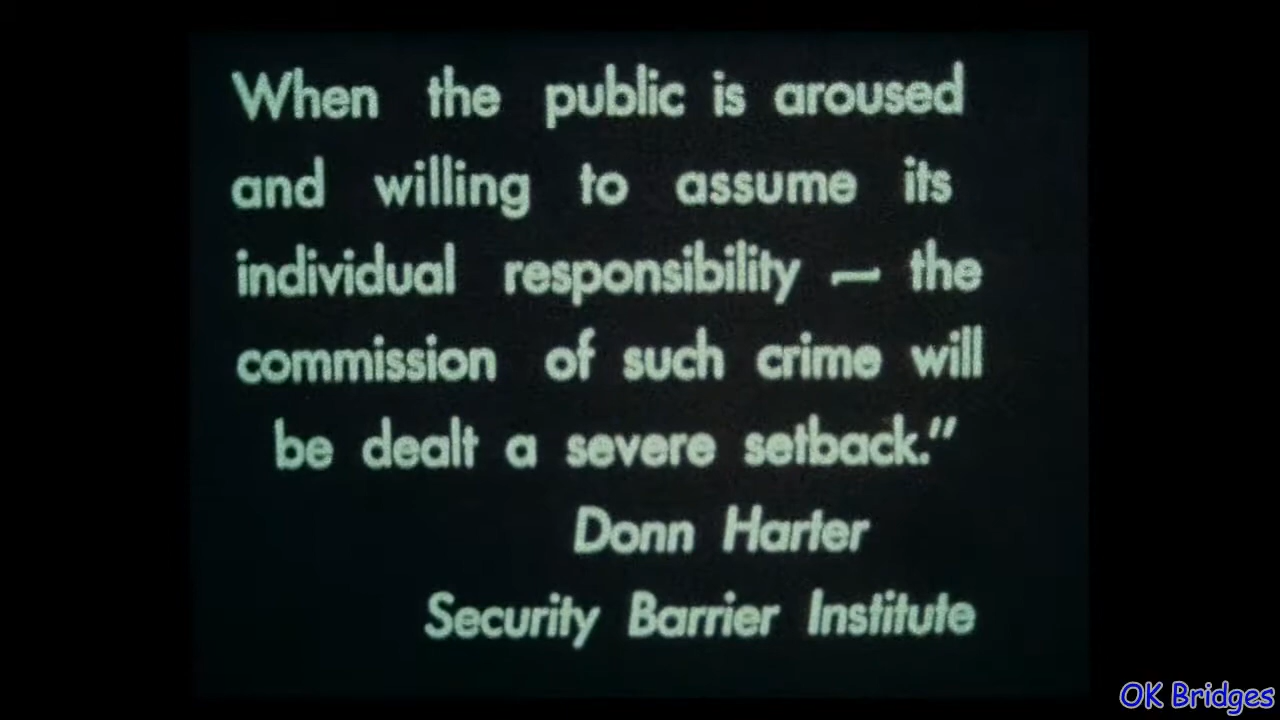 When the public is aroused
and willing to assume its
individual responsibility — the
commission of such crime will
be dealt a severe setback.”
Donn Harter
Security Barrier Institute
OK Bridges